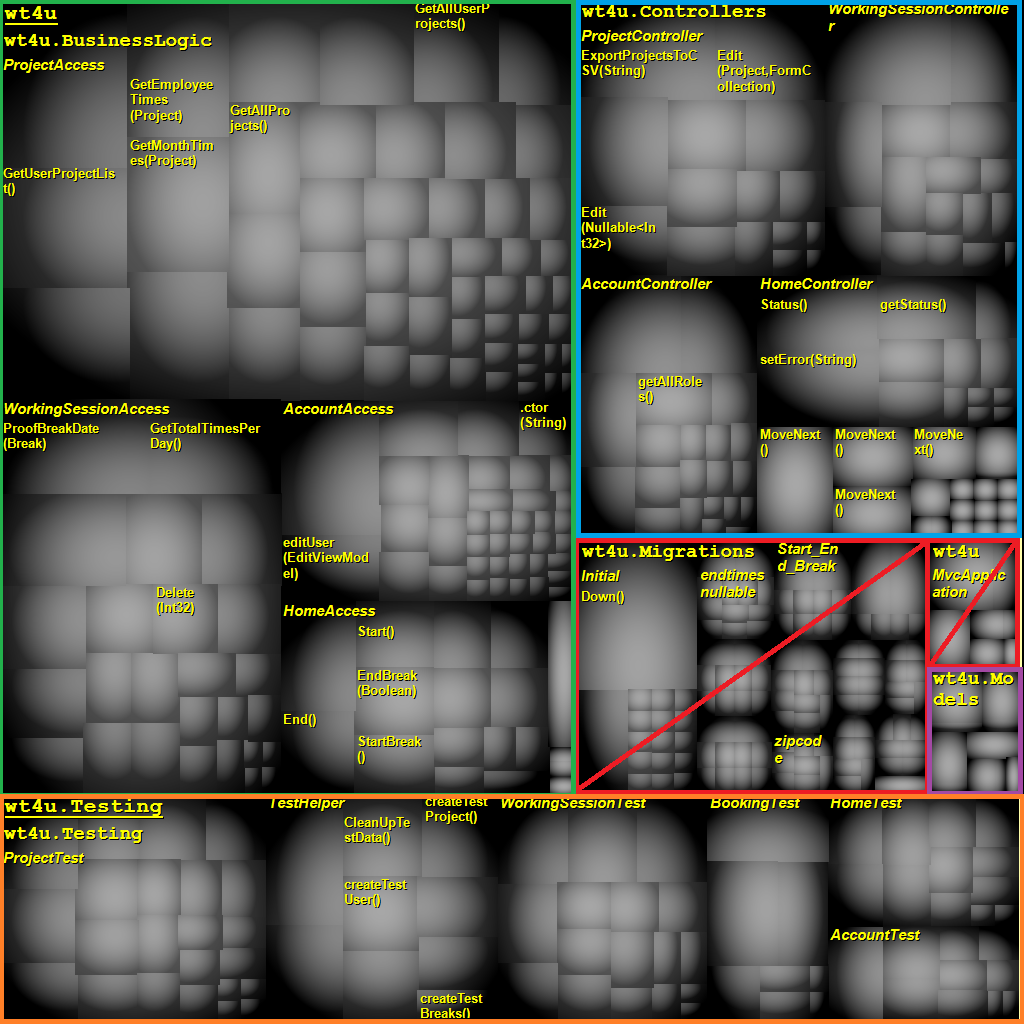 wt4u
wt4u.BusinessLogic
ProjectAccess
GetAllUserP
rojects()
GetEmployee
Times
(Project)
GetAllPro
jects()
GetMonthTim
es(Project)
GetUserProjectLis
t()
WorkingSessionAccess
ProofBreakDate
(Break)
GetTotalTimesPer
Day()
Delete
(Int32)
AccountAccess
.ctor
(String)
editUser
(EditViewMod
el)
HomeAccess
Start()
EndBreak
(Boolean)
End()
StartBreak
()
wt4u.Controllers
ProjectController
ExportProjectsToC
SV(String)
Edit
(Project,FormC
ollection)
Edit
(Nullable<In
t32>)
WorkingSessionControlle
r
AccountController
getAllRole
s()
HomeController
Status()
getStatus()
setError(String)
MoveNext
()
MoveNext
()
MoveNe
xt()
MoveNext
()
wt4u.Migrations
Initial
Down()
endtimes
nullable
Start_En
d_Break
zipcod
e
wt4u
MvcApplic
ation
wt4u.Mo
dels
wt4u.Testing
wt4u.Testing
ProjectTest
TestHelper
CleanUpTe
stData()
createTest
Project()
createTest
User()
createTest
Breaks()
WorkingSessionTest
BookingTest
HomeTest
AccountTest